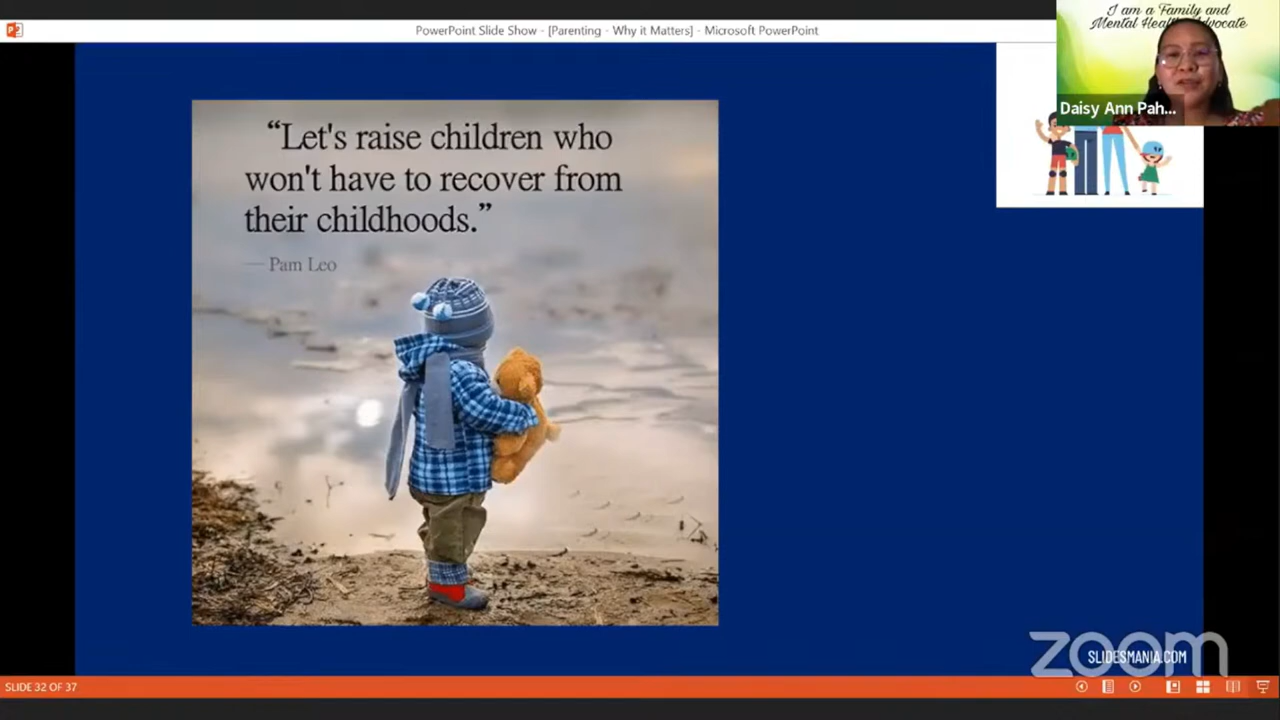 PowerPoint Slide Show - [Parenting - Why it Matters] - Microsoft PowerPoint
I am a Family and
Mental Health Advocate
Daisy Ann Pah...
“Let's raise children who
won't have to recover from
their childhoods.”
— Pam Leo
zoom
SLIDESMANIA.COM
SLIDE 32 OF 37